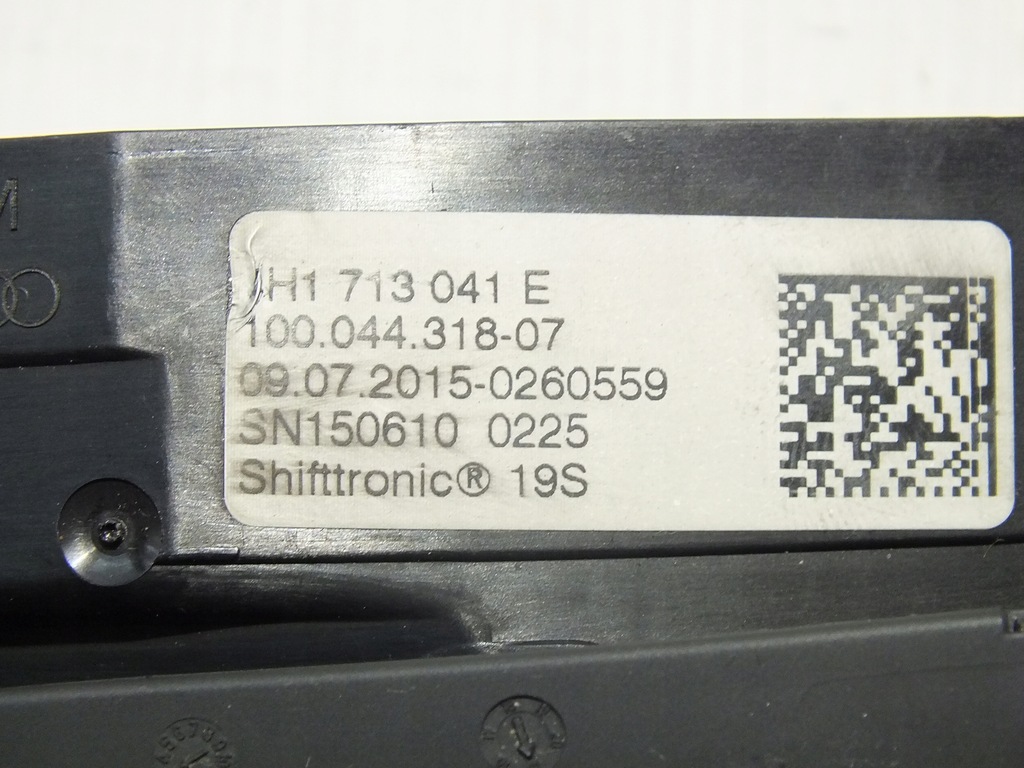 M
H1 713 041 E
100.044.318-07
09.07.2015-0260559
SN150610 0225
Shifttronic® 19S